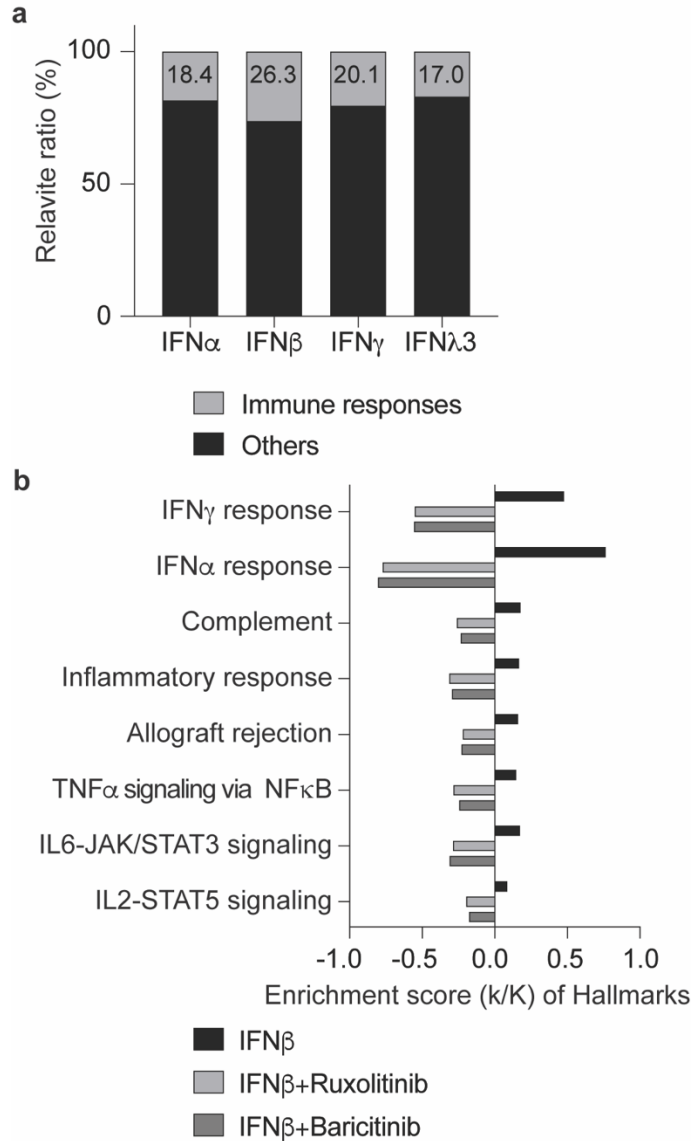 a
Relavite ratio (%)
100
50
0
18.4 26.3 20.1 17.0
IFNα IFNβ IFNγ IFNλ3
Immune responses
Others
b
IFNγ response
IFNα response
Complement
Inflammatory response
Allograft rejection
TNFα signaling via NFκB
IL6-JAK/STAT3 signaling
IL2-STAT5 signaling
-1.0 -0.5 0.0 0.5 1.0
Enrichment score (k/K) of Hallmarks
IFNβ
IFNβ+Ruxolitinib
IFNβ+Baricitinib